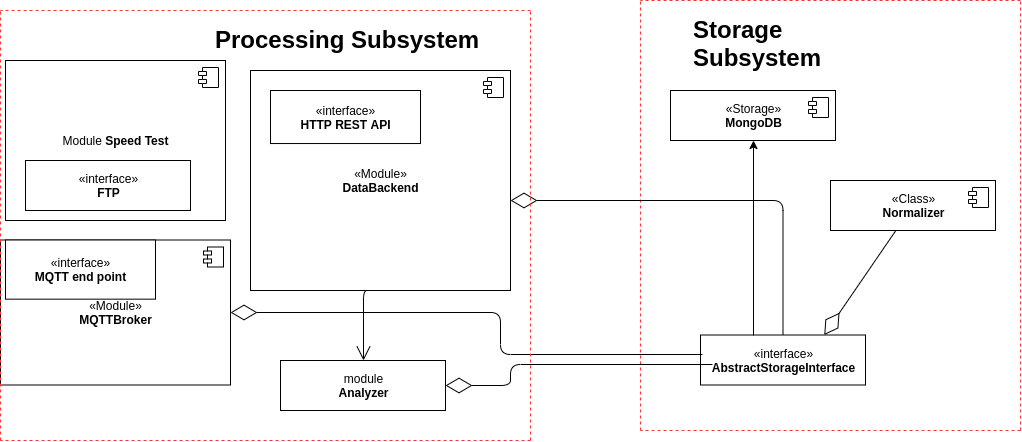 Processing Subsystem
Storage
Subsystem
Module Speed Test
«interface»
FTP
«interface»
HTTP REST API
«Module»
DataBackend
«Storage»
MongoDB
«Class»
Normalizer
«interface»
MQTT end point
«Module»
MQTTBroker
module
Analyzer
«interface»
AbstractStorageInterface